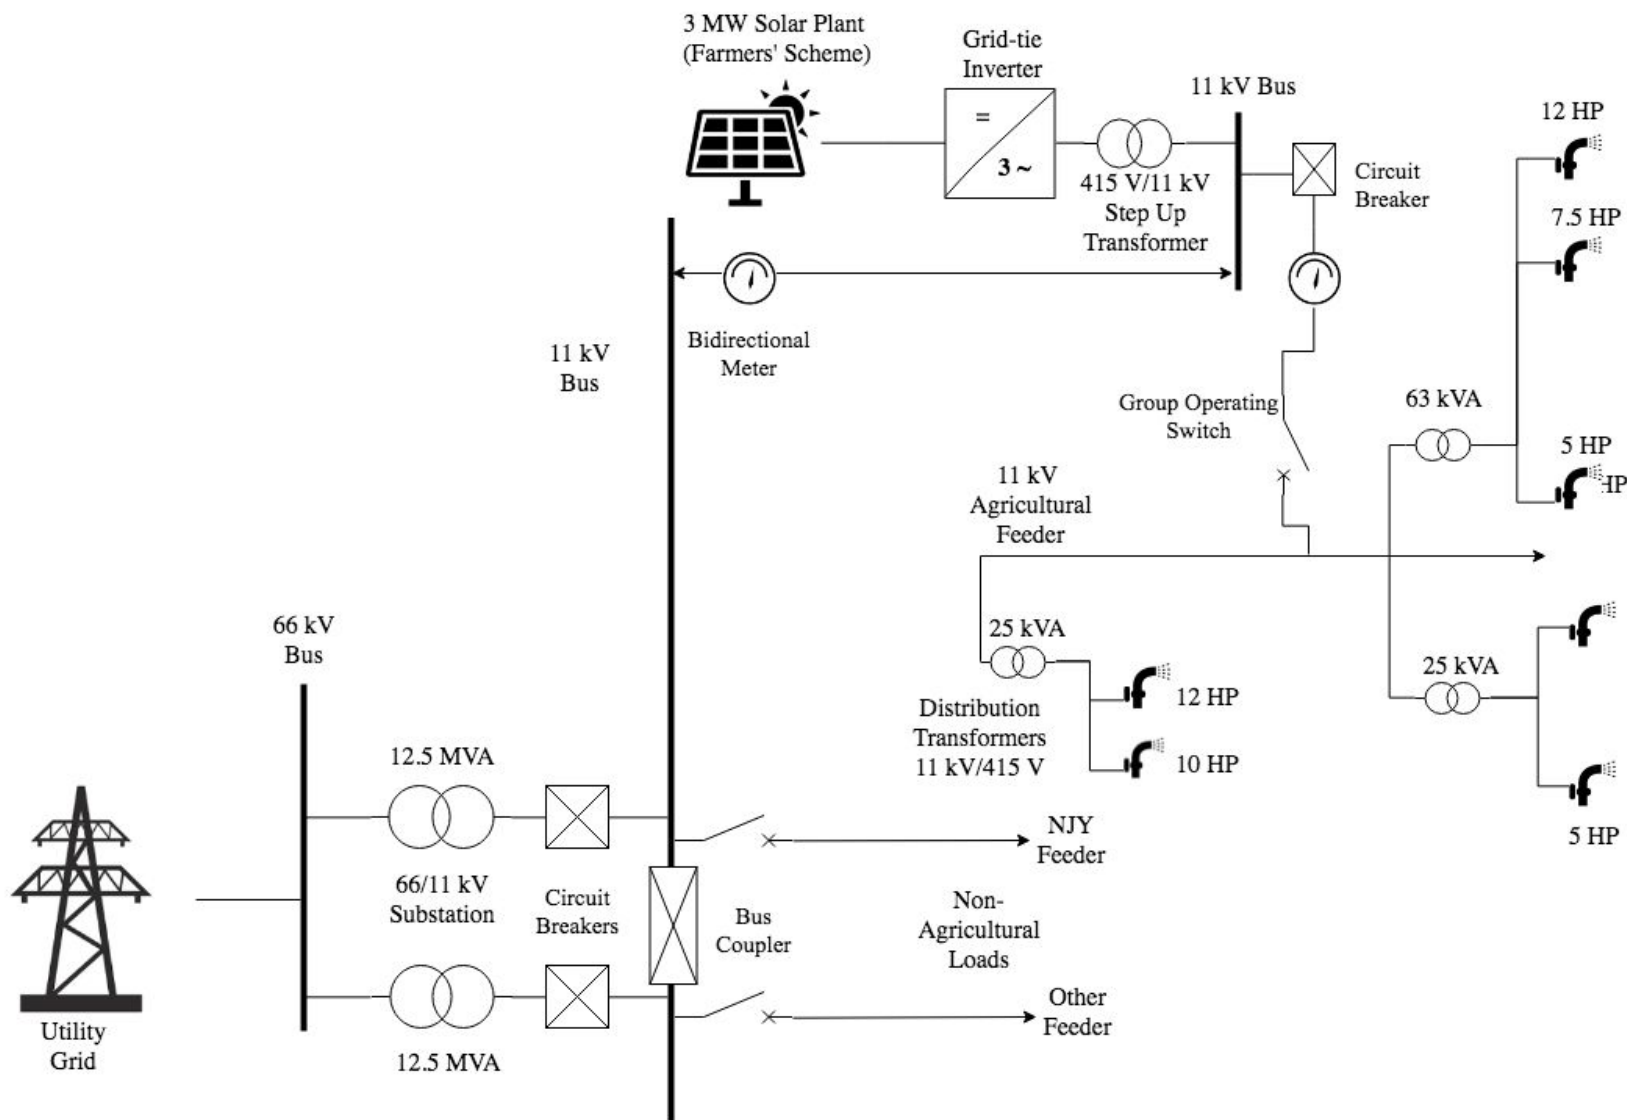 3 MW Solar Plant
(Farmers' Scheme)
Grid-tie
Inverter
=
3 ~
415 V/11 kV
Step Up
Transformer
11 kV Bus
Circuit
Breaker
12 HP
7.5 HP
Bidirectional
Meter
11 kV
Bus
Group Operating
Switch
63 kVA
5 HP
HP
11 kV
Agricultural
Feeder
66 kV
Bus
25 kVA
12 HP
10 HP
Distribution
Transformers
11 kV/415 V
25 kVA
5 HP
12.5 MVA
66/11 kV
Substation
Circuit
Breakers
Bus
Coupler
NJY
Feeder
Non-
Agricultural
Loads
Other
Feeder
12.5 MVA
Utility
Grid